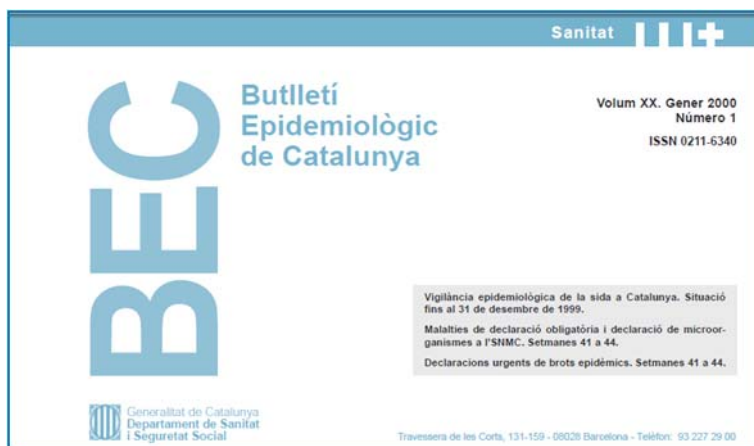 Sanitat
BEC
Butlletí
Epidemiològic
de Catalunya
Volum XX. Gener 2000
Número 1
ISSN 0211-6340
Vigilància epidemiològica de la sida a Catalunya. Situació
fins al 31 de desembre de 1999.
Malalties de declaració obligatória i declaració de microor-
ganismes a l'SNMC. Setmanes 41 a 44.
Declaracions urgents de brots epidèmics. Setmanes 41 a 44.
Generalitat de Catalunya
Departament de Sanitat
i Seguretat Social
Travessera de les Corts, 131-159 - 08028 Barcelona - Telèfon: 93 227 29 00